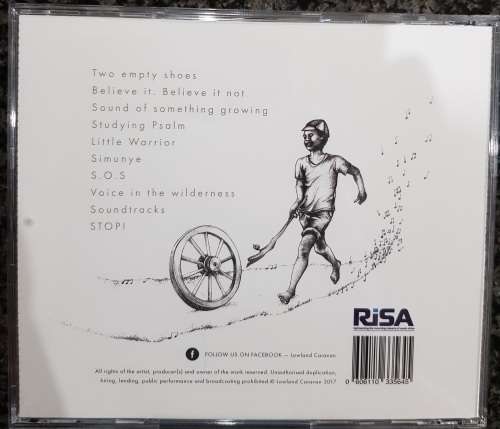 Two empty shoes
Believe it. Believe it not.
Sound of something growing
Studying Psalm
Little Warrior
Simunye
S.O.S
Voice in the wilderness
Soundtracks
STOP!
RiSA
f FOLLOW US ON FACEBOOK — Lowland Caravan
All rights of the artist, producer(s) and owner of the work reserved. Unauthorised duplication,
hiring, lending, public performance and broadcasting prohibited © Lowland Caravan 2017
0 606110 335645